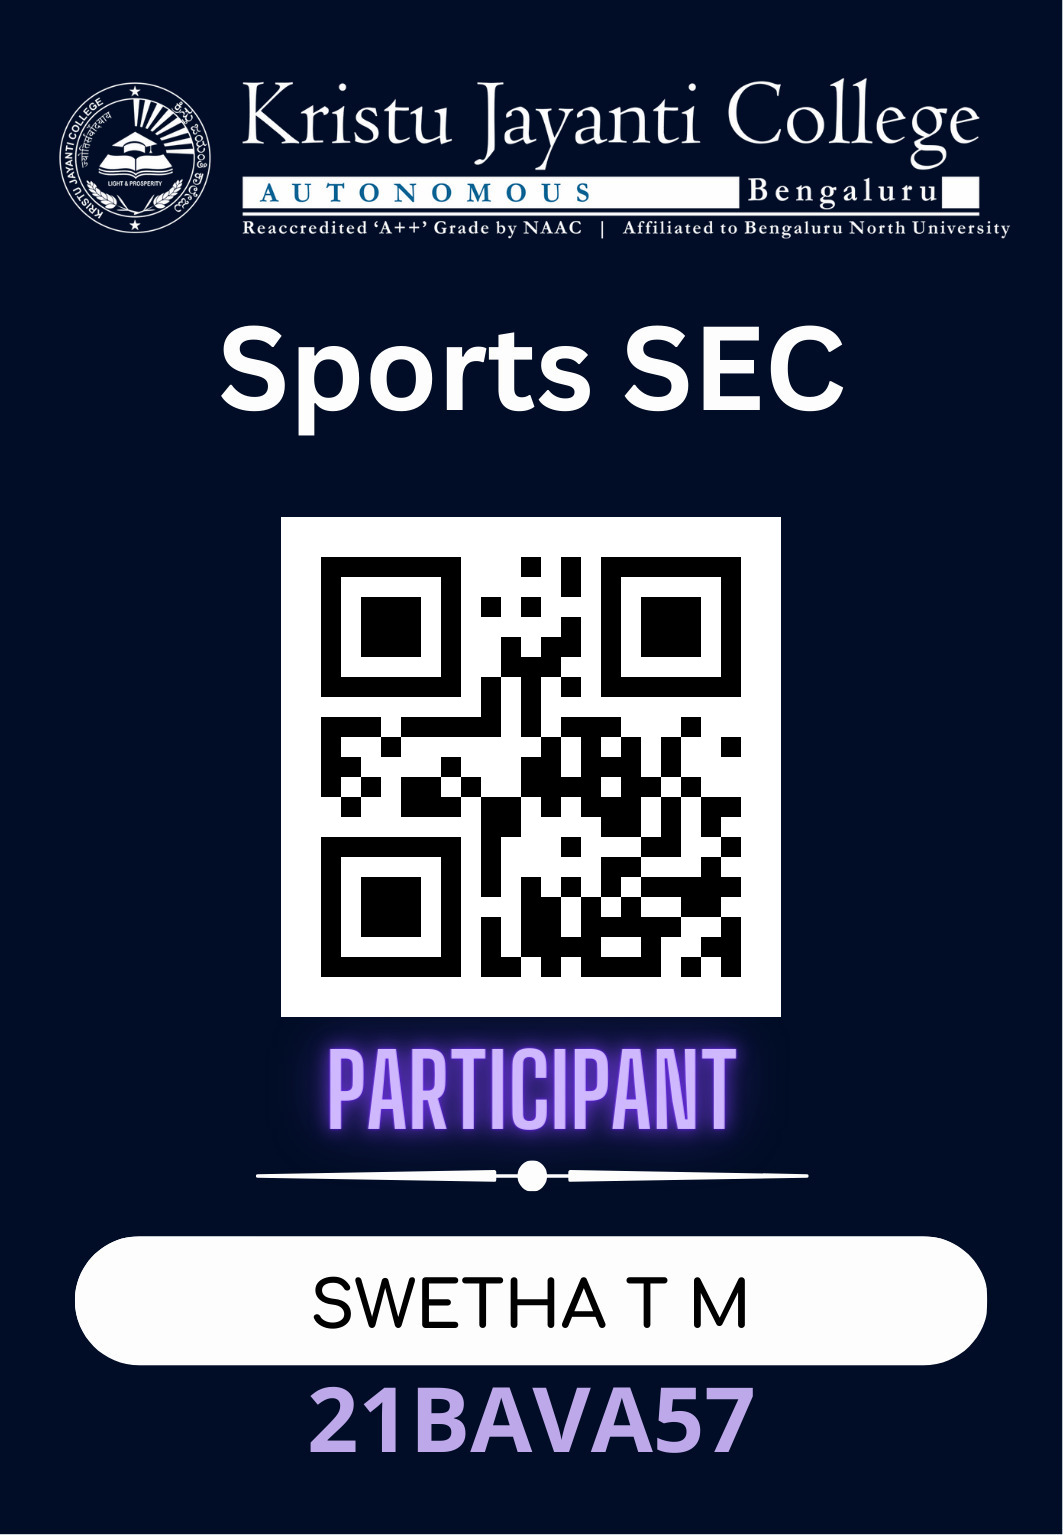 KRISTU JAYANTI COLLEGE
ಕ್ರಿಸ್ತು ಜಯಂತಿ ಕಾಲೇಜು
LIGHT & PROSPERITY
Kristu Jayanti College
AUTONOMOUS Bengaluru
Reaccredited ‘A++’ Grade by NAAC | Affiliated to Bengaluru North University
Sports SEC
PARTICIPANT
SWETHA T M
21BAVA57